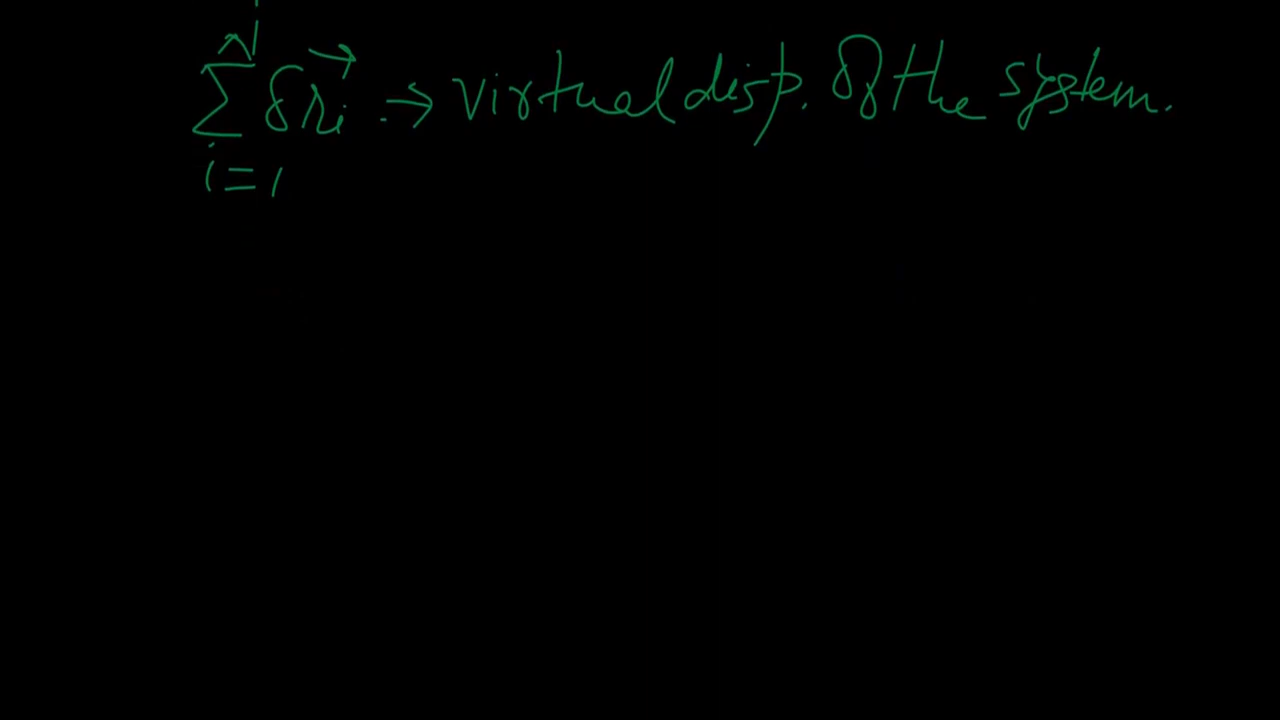 N
∑ δr⃗i → virtual disp. of the system.
i=1